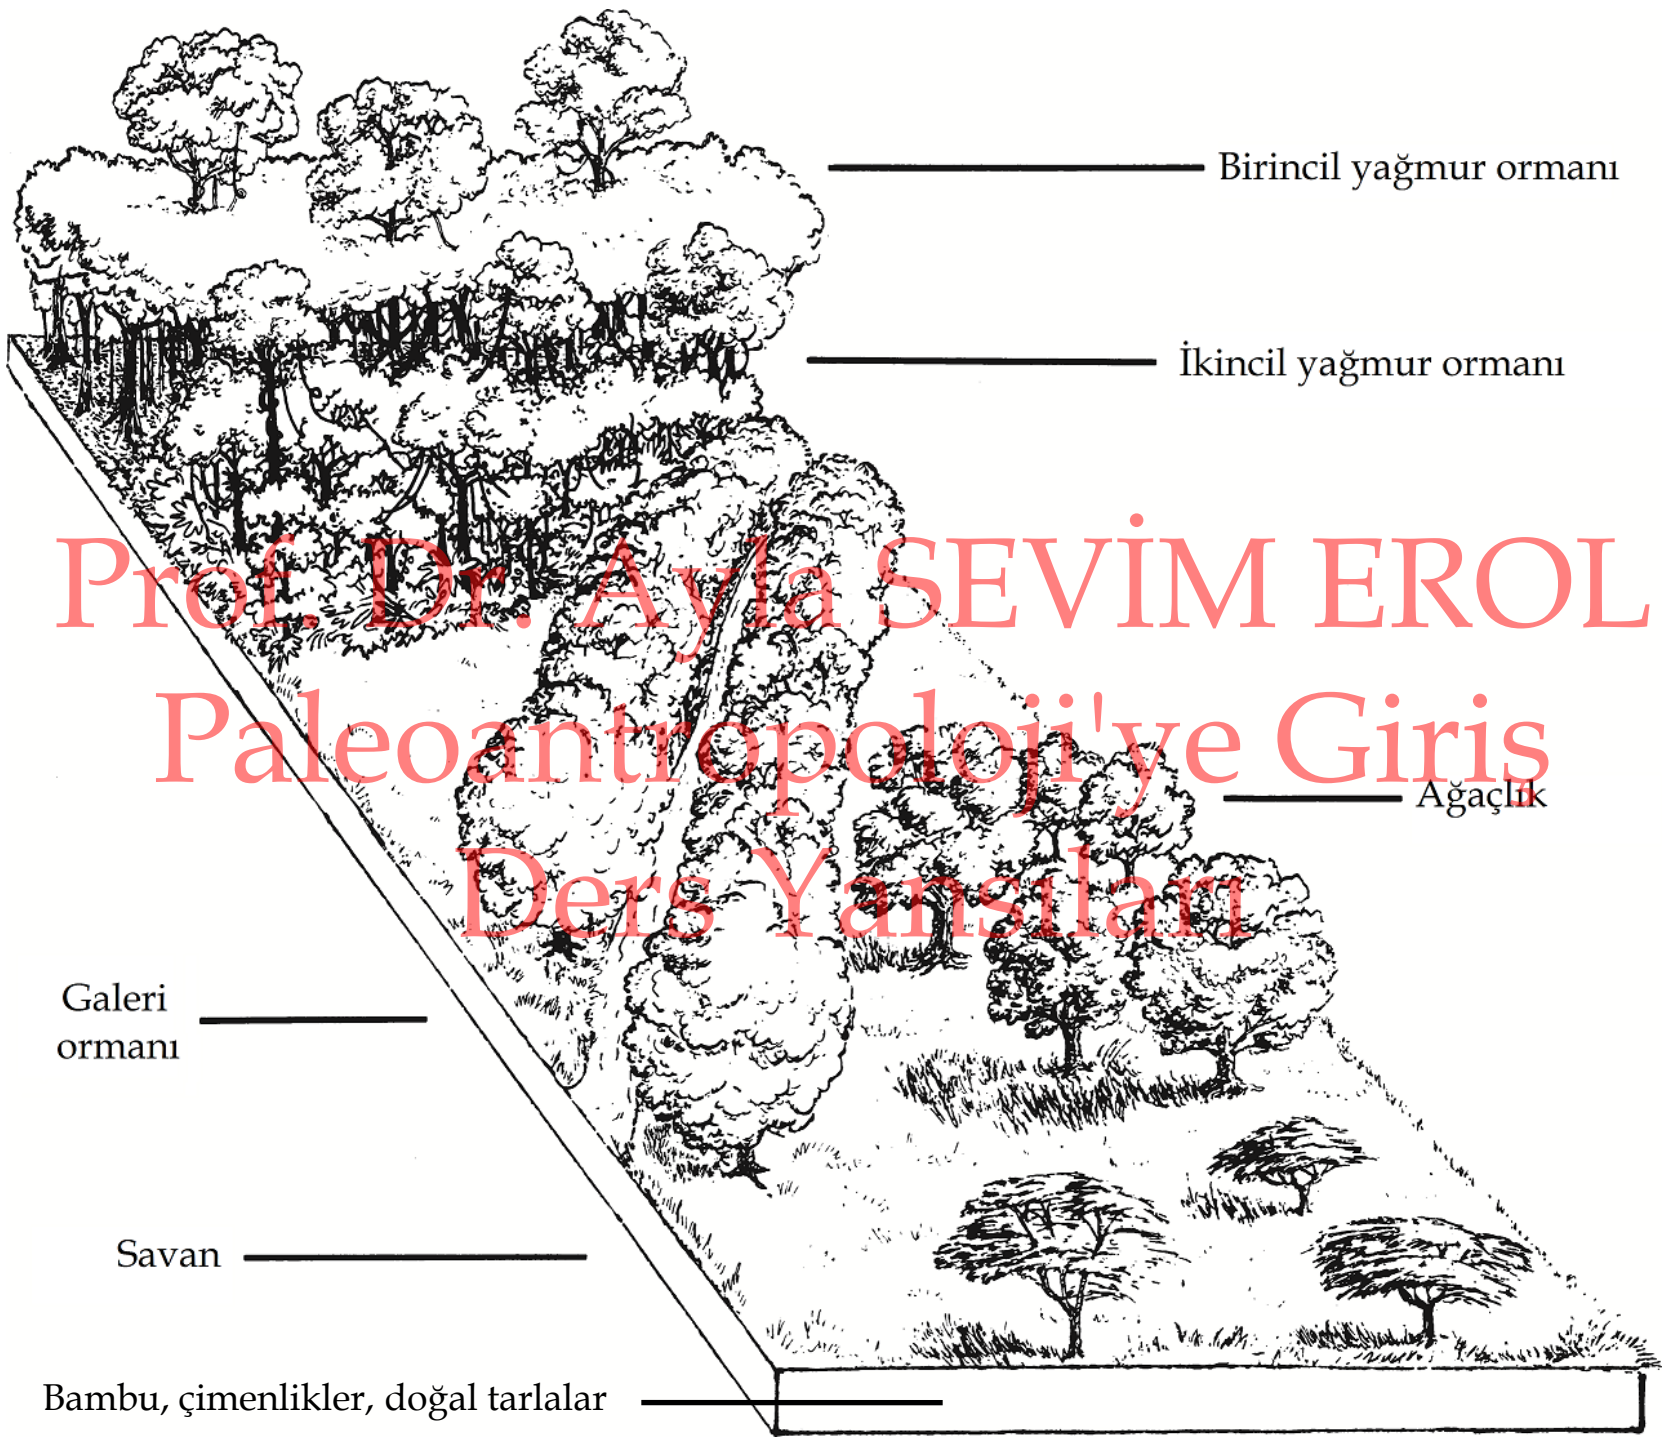 Birincil yağmur ormanı
İkincil yağmur ormanı
Prof. Dr. Ayla SEVİM EROL
Paleoantropoloji'ye Giriş
Ağaçlık
Ders Yansıları
Galeri
ormanı
Savan
Bambu, çimenlikler, doğal tarlalar